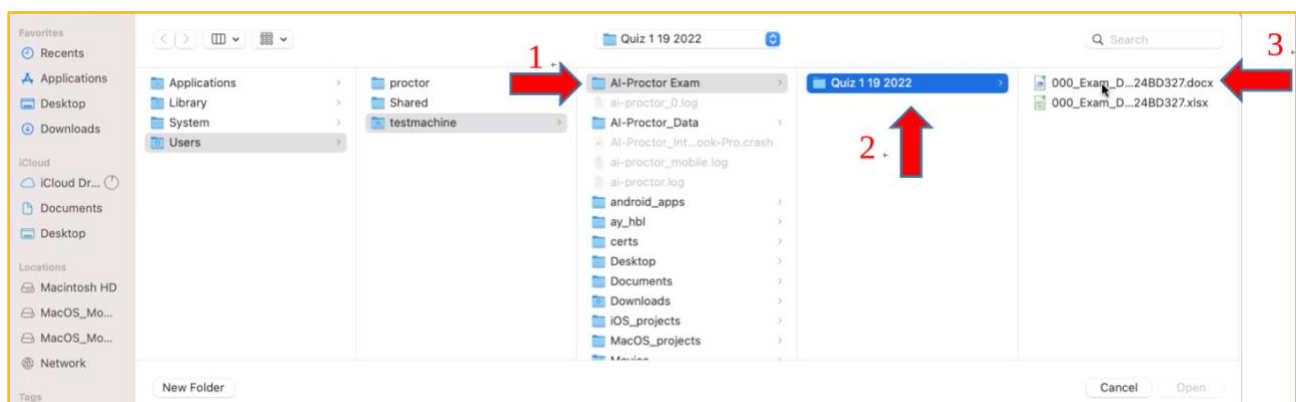 Favorites
Recents
Applications
Desktop
Downloads
iCloud
iCloud Dr...
Documents
Desktop
Locations
Macintosh HD
MacOS_Mo...
MacOS_Mo...
Network
Tags
Quiz 1 19 2022
Search
Applications
Library
System
Users
proctor
Shared
testmachine
1
AI-Proctor Exam
ai-proctor_0.log
AI-Proctor_Data
AI-Proctor_Int...ook-Pro.crash
ai-proctor_mobile.log
ai-proctor.log
android_apps
ay_hbl
certs
Desktop
Documents
Downloads
iOS_projects
MacOS_projects
Quiz 1 19 2022
2
3
000_Exam_D...24BD327.docx
000_Exam_D...24BD327.xlsx
New Folder
Cancel
Open